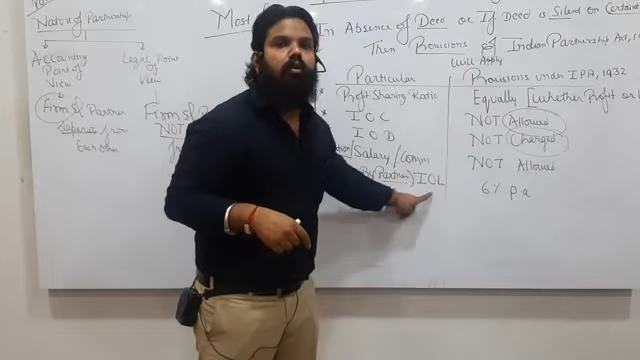 Nature of Partnership
Accounting
Point of
View
Firm & Partner
Separate from
Each other
Legal Point
Of
View
Firm &
NOT
Most
In Absence of Deed or If Deed is Silent on Certain
Then Provisions of Indian Partnership Act, 1
will Apply
Particular
Provisions under IPA, 1932
Profit Sharing Ratio
Equally [whether Profit or
IOC
NOT Allowed
IOD
NOT Charged
/Salary/Comm
NOT Allowed
By Partner) IOL
6% p.a